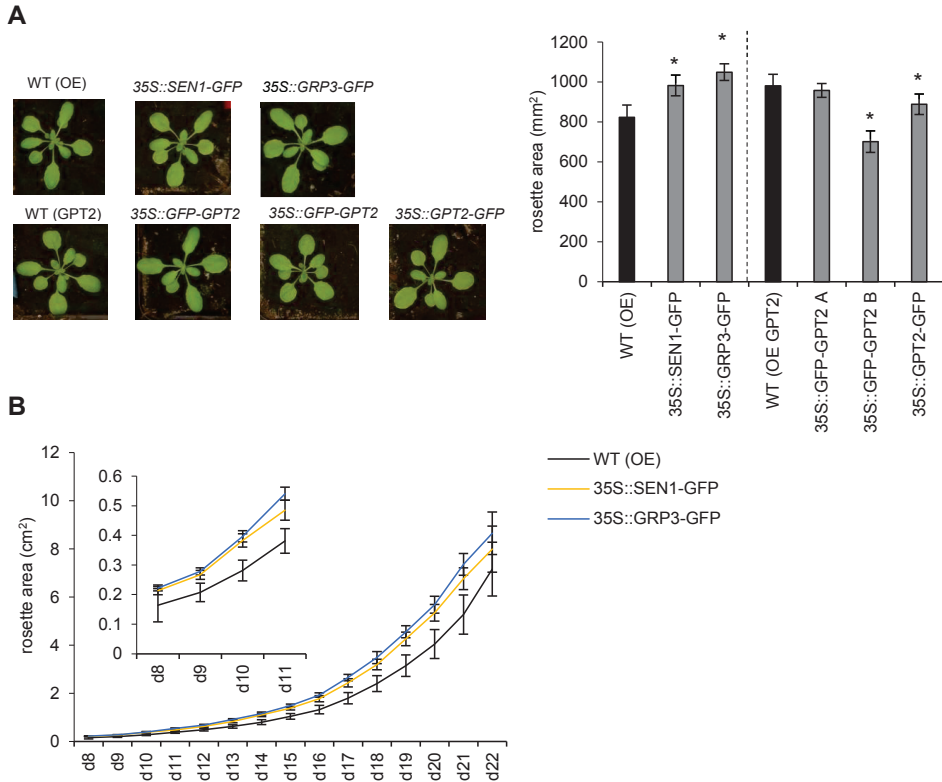 A
WT (OE)
35S::SEN1-GFP
35S::GRP3-GFP
WT (GPT2)
35S::GFP-GPT2
35S::GFP-GPT2
35S::GPT2-GFP
rosette area (mm²)
1200
1000
800
600
400
200
0
*
*
*
*
WT (OE)
35S::SEN1-GFP
35S::GRP3-GFP
WT (OE GPT2)
35S::GFP-GPT2 A
35S::GFP-GPT2 B
35S::GPT2-GFP
B
rosette area (cm²)
12
10
8
6
4
2
0
0.6
0.5
0.4
0.3
0.2
0.1
0
d8
d9
d10
d11
WT (OE)
35S::SEN1-GFP
35S::GRP3-GFP
d8
d9
d10
d11
d12
d13
d14
d15
d16
d17
d18
d19
d20
d21
d22